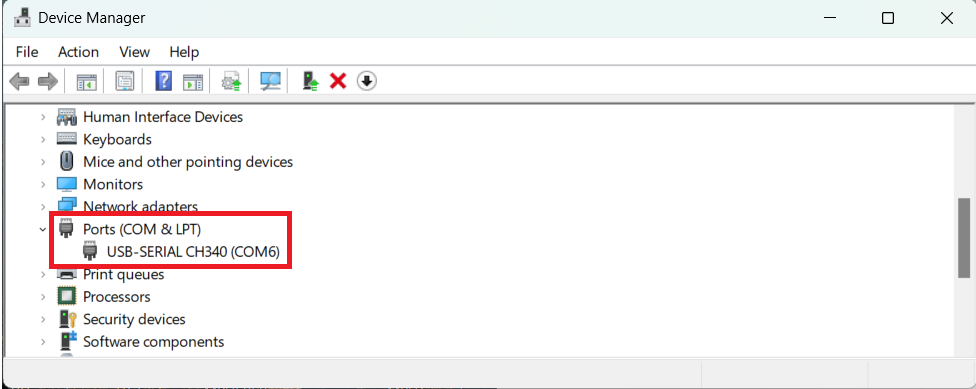 Device Manager
File Action View Help
Human Interface Devices
Keyboards
Mice and other pointing devices
Monitors
Network adapters
Ports (COM & LPT)
USB-SERIAL CH340 (COM6)
Print queues
Processors
Security devices
Software components